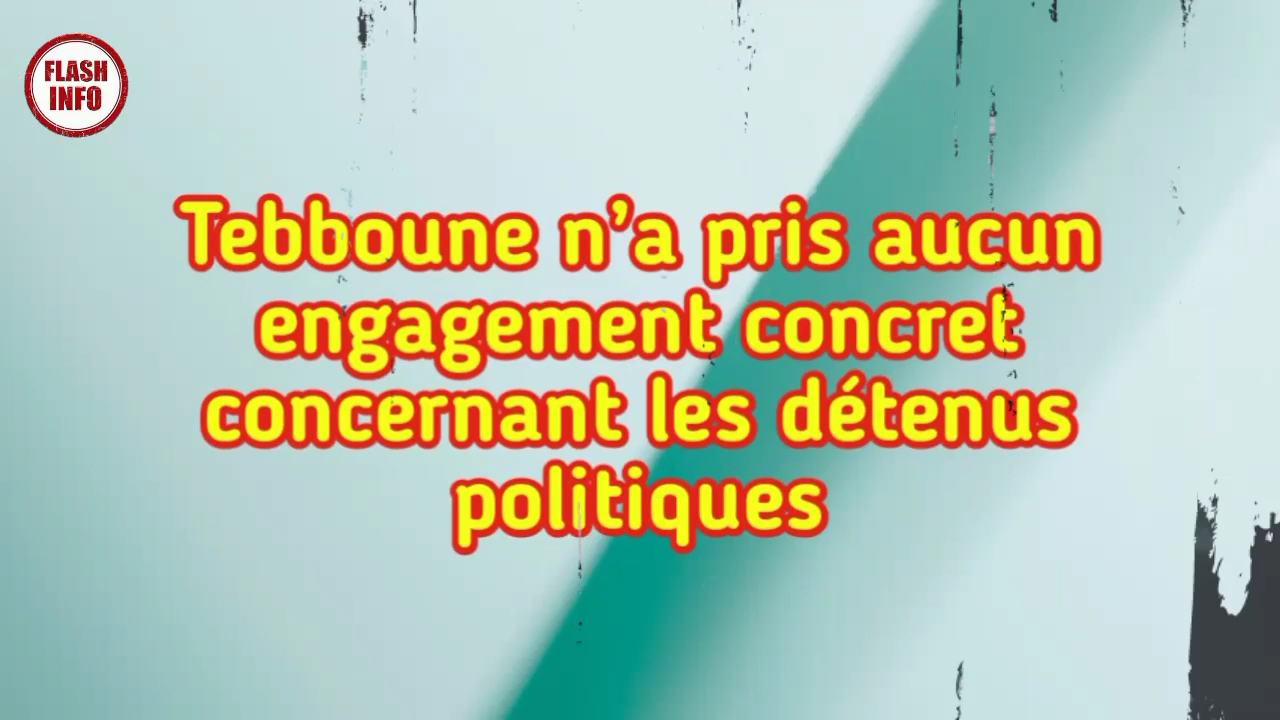 FLASH
INFO
Tebboune n’a pris aucun
engagement concret
concernant les détenus
politiques